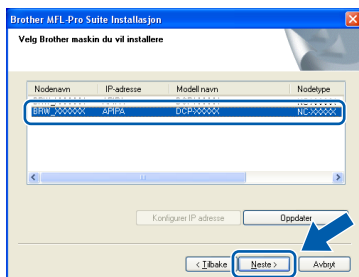 Brother MFL-Pro Suite Installasjon
Velg Brother maskin du vil installere
Nodenavn IP-adresse Modell navn Nodetype
BRW_XXXXXX APIPA DCP-XXXXX NC-XXXXX
Konfigurer IP adresse Oppdater
< Tilbake Neste > Avbryt